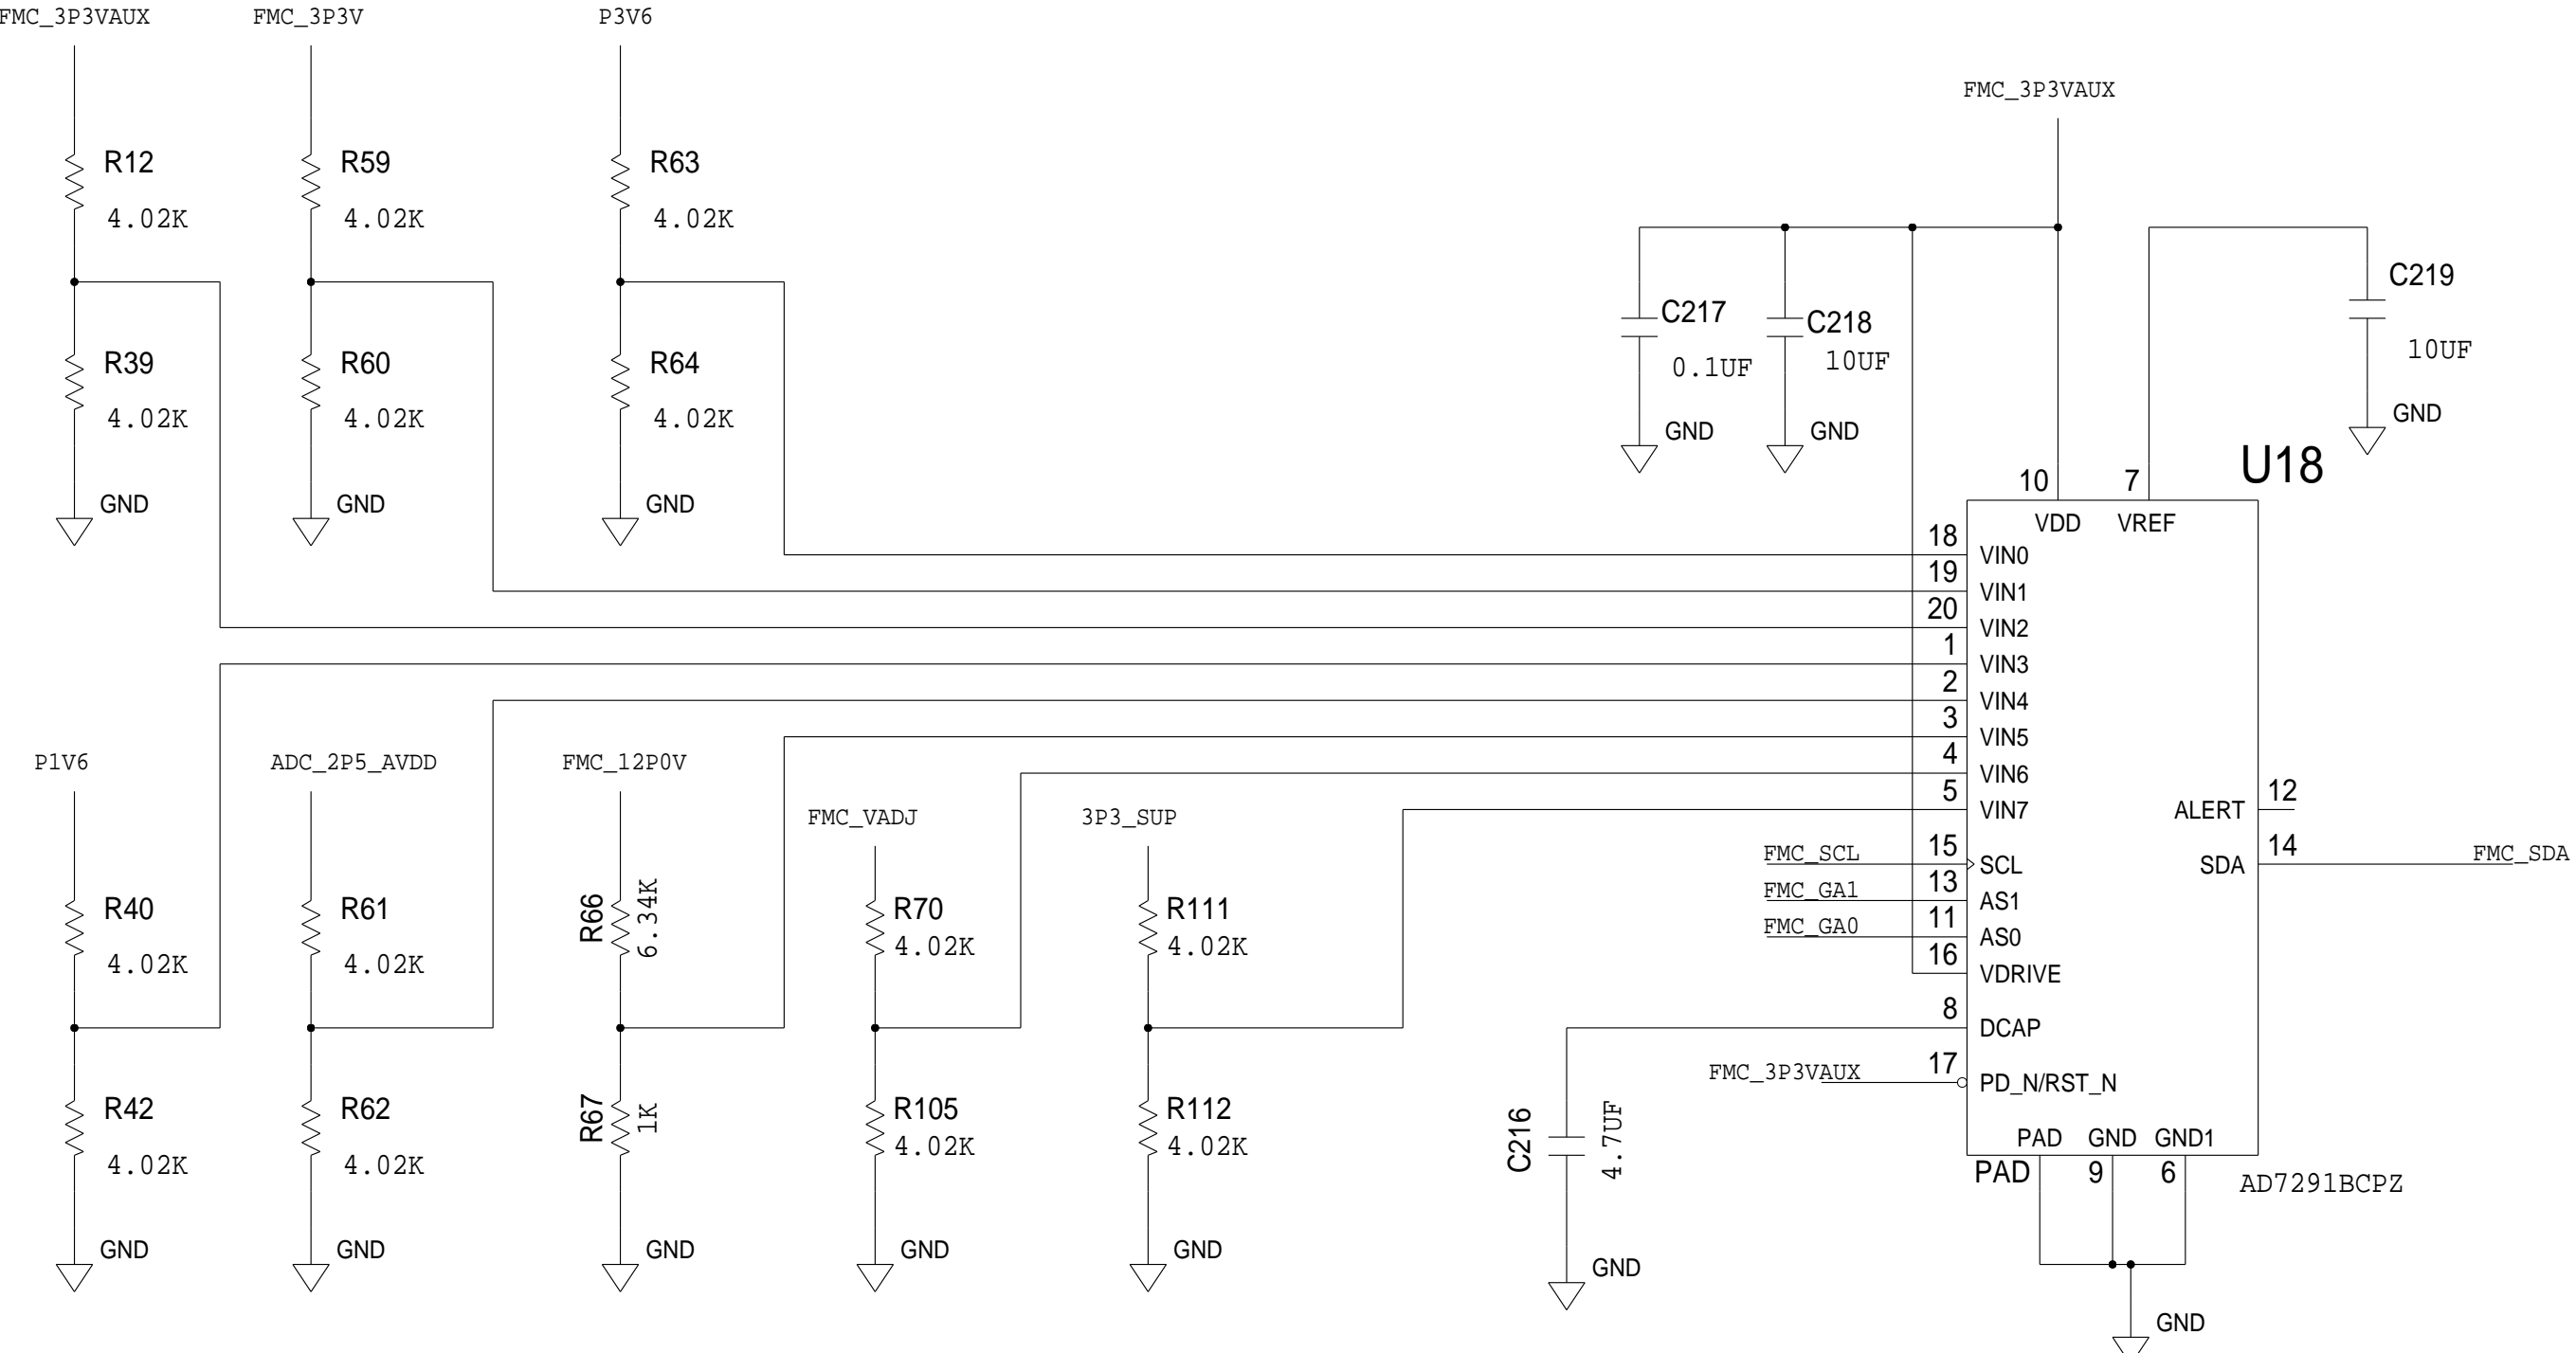 FMC_3P3VAUX
FMC_3P3V
P3V6
FMC_3P3VAUX
R12
4.02K
R59
4.02K
R63
4.02K
R39
4.02K
GND
R60
4.02K
GND
R64
4.02K
GND
C217
0.1UF
GND
C218
10UF
GND
C219
10UF
GND
U18
10
7
VDD
VREF
18
VIN0
19
VIN1
20
VIN2
1
VIN3
2
VIN4
3
VIN5
4
VIN6
5
VIN7
ALERT
12
FMC_SCL
15
SCL
SDA
14
FMC_SDA
FMC_GA1
13
AS1
FMC_GA0
11
AS0
16
VDRIVE
8
DCAP
FMC_3P3VAUX
17
PD_N/RST_N
PAD
GND
GND1
PAD
9
6
AD7291BCPZ
GND
P1V6
ADC_2P5_AVDD
FMC_12P0V
FMC_VADJ
3P3_SUP
R40
4.02K
R61
4.02K
R66
6.34K
R70
4.02K
R111
4.02K
R42
4.02K
GND
R62
4.02K
GND
R67
1K
GND
R105
4.02K
GND
R112
4.02K
GND
C216
4.7UF
GND